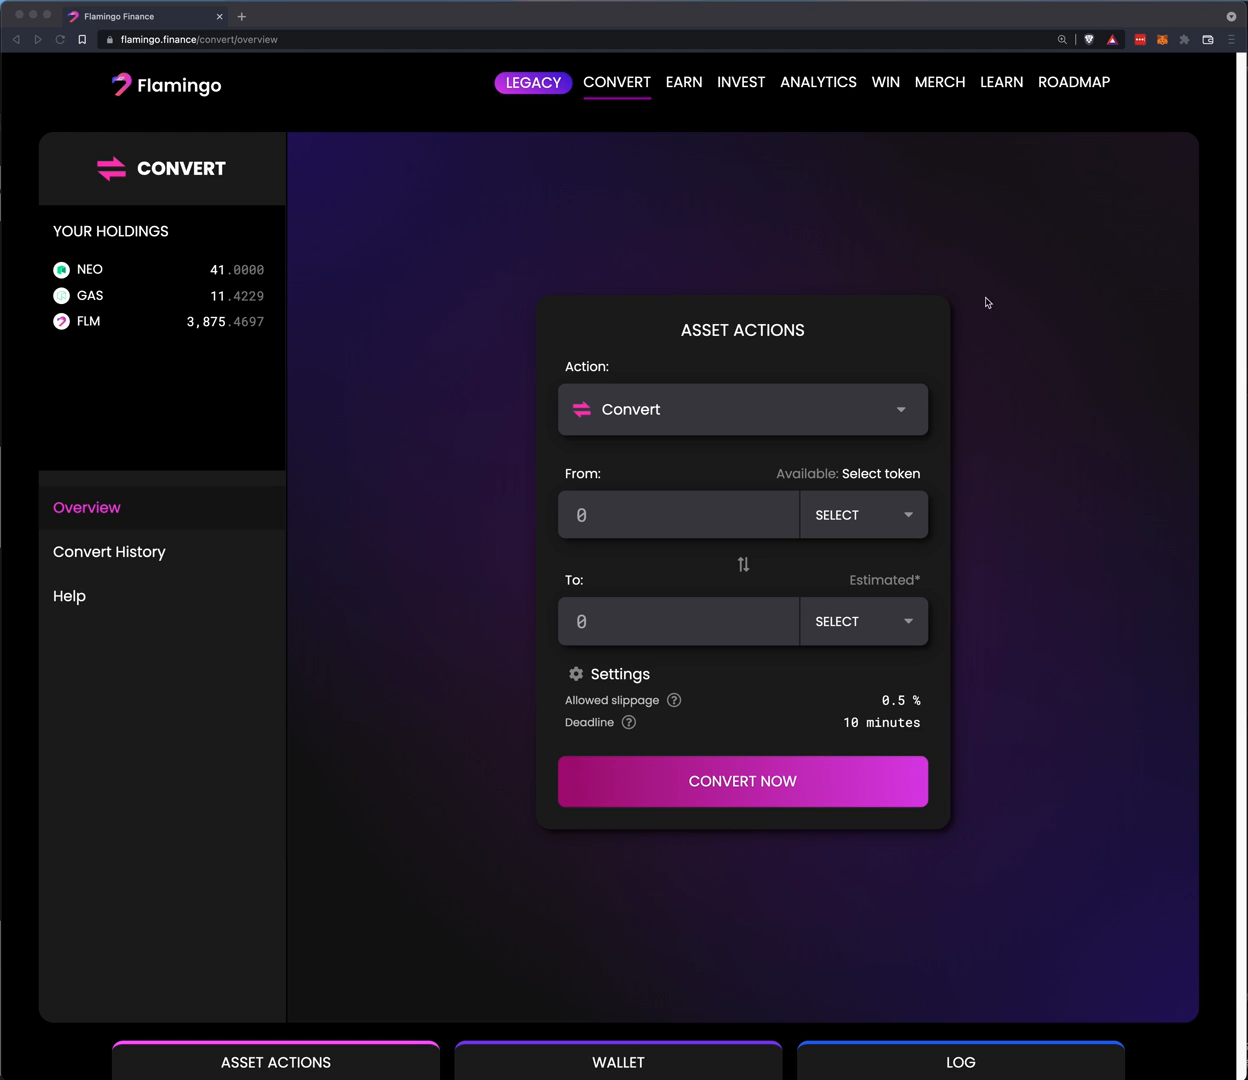 Flamingo Finance
flamingo.finance/convert/overview
Flamingo
LEGACY CONVERT EARN INVEST ANALYTICS WIN MERCH LEARN ROADMAP
CONVERT
YOUR HOLDINGS
NEO 41.0000
GAS 11.4229
FLM 3,875.4697
Overview
Convert History
Help
ASSET ACTIONS
Action:
Convert
From: Available: Select token
0 SELECT
To: Estimated*
0 SELECT
Settings
Allowed slippage ? 0.5 %
Deadline ? 10 minutes
CONVERT NOW
ASSET ACTIONS WALLET LOG